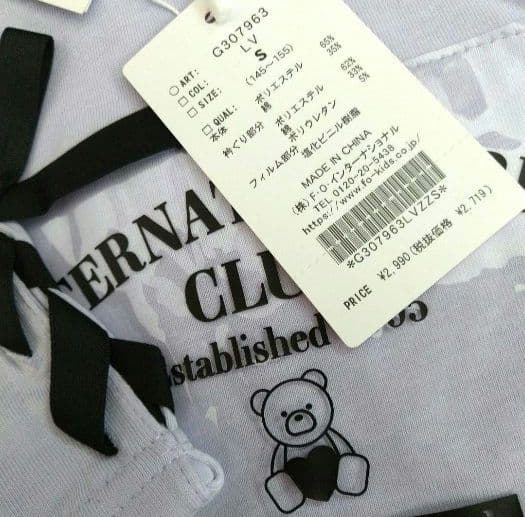 ○ ART: G307963
□ COL: LV
□ SIZE: S
(145～155)
□ QUAL:
本体 ポリエステル 65%
綿 35%
衿ぐり部分 ポリエステル 62%
綿 33%
ポリウレタン 5%
フィルム部分 塩化ビニル樹脂
MADE IN CHINA
(株)F・O・インターナショナル
TEL 0120-20-5438
https://www.fo-kids.co.jp/
*G307963LVZZS*
PRICE ¥2,990(税抜価格 ¥2,719)
TERNAT
CLU
Established